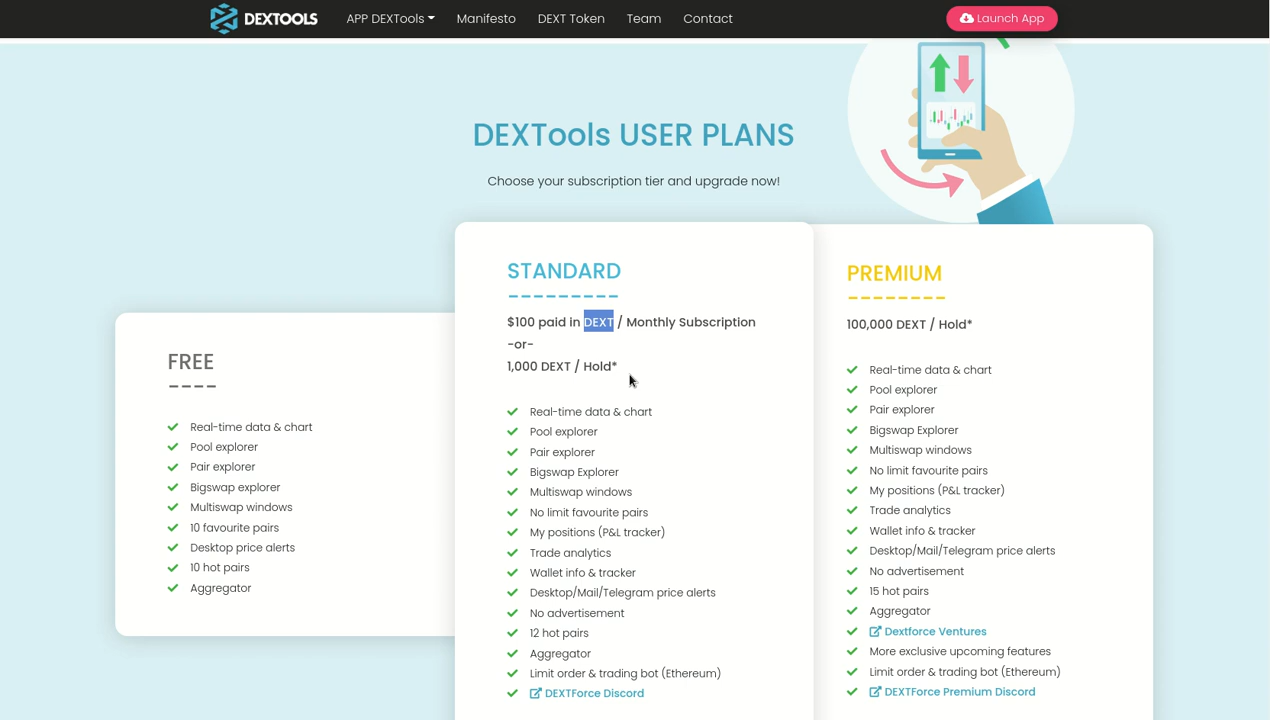 DEXTOOLS
APP DEXTools
Manifesto
DEXT Token
Team
Contact
Launch App
DEXTools USER PLANS
Choose your subscription tier and upgrade now!
FREE
Real-time data & chart
Pool explorer
Pair explorer
Bigswap explorer
Multiswap windows
10 favourite pairs
Desktop price alerts
10 hot pairs
Aggregator
STANDARD
$100 paid in DEXT / Monthly Subscription
-or-
1,000 DEXT / Hold*
Real-time data & chart
Pool explorer
Pair explorer
Bigswap Explorer
Multiswap windows
No limit favourite pairs
My positions (P&L tracker)
Trade analytics
Wallet info & tracker
Desktop/Mail/Telegram price alerts
No advertisement
12 hot pairs
Aggregator
Limit order & trading bot (Ethereum)
DEXTForce Discord
PREMIUM
100,000 DEXT / Hold*
Real-time data & chart
Pool explorer
Pair explorer
Bigswap Explorer
Multiswap windows
No limit favourite pairs
My positions (P&L tracker)
Trade analytics
Wallet info & tracker
Desktop/Mail/Telegram price alerts
No advertisement
15 hot pairs
Aggregator
Dextforce Ventures
More exclusive upcoming features
Limit order & trading bot (Ethereum)
DEXTForce Premium Discord